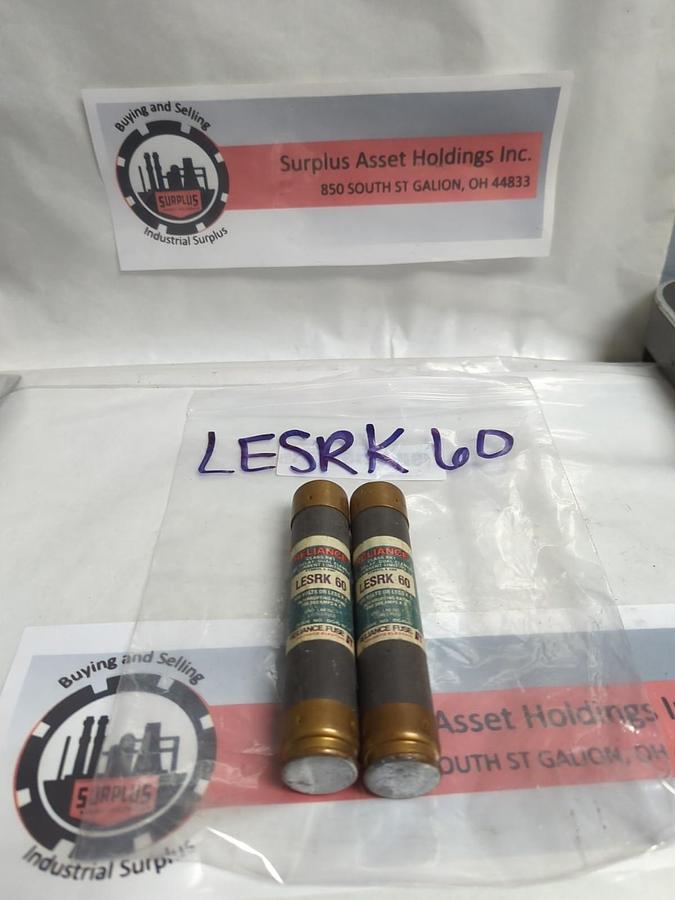 Buying and Selling
SURPLUS
Industrial Surplus
Surplus Asset Holdings Inc.
850 SOUTH ST GALION, OH 44833
LESRK 60
RELIANCE
LESRK 60
RELIANCE FUSE
RELIANCE
LESRK 60
RELIANCE FUSE
Buying and Selling
SURPLUS
Industrial Surplus
Asset Holdings
SOUTH ST GALION, OH